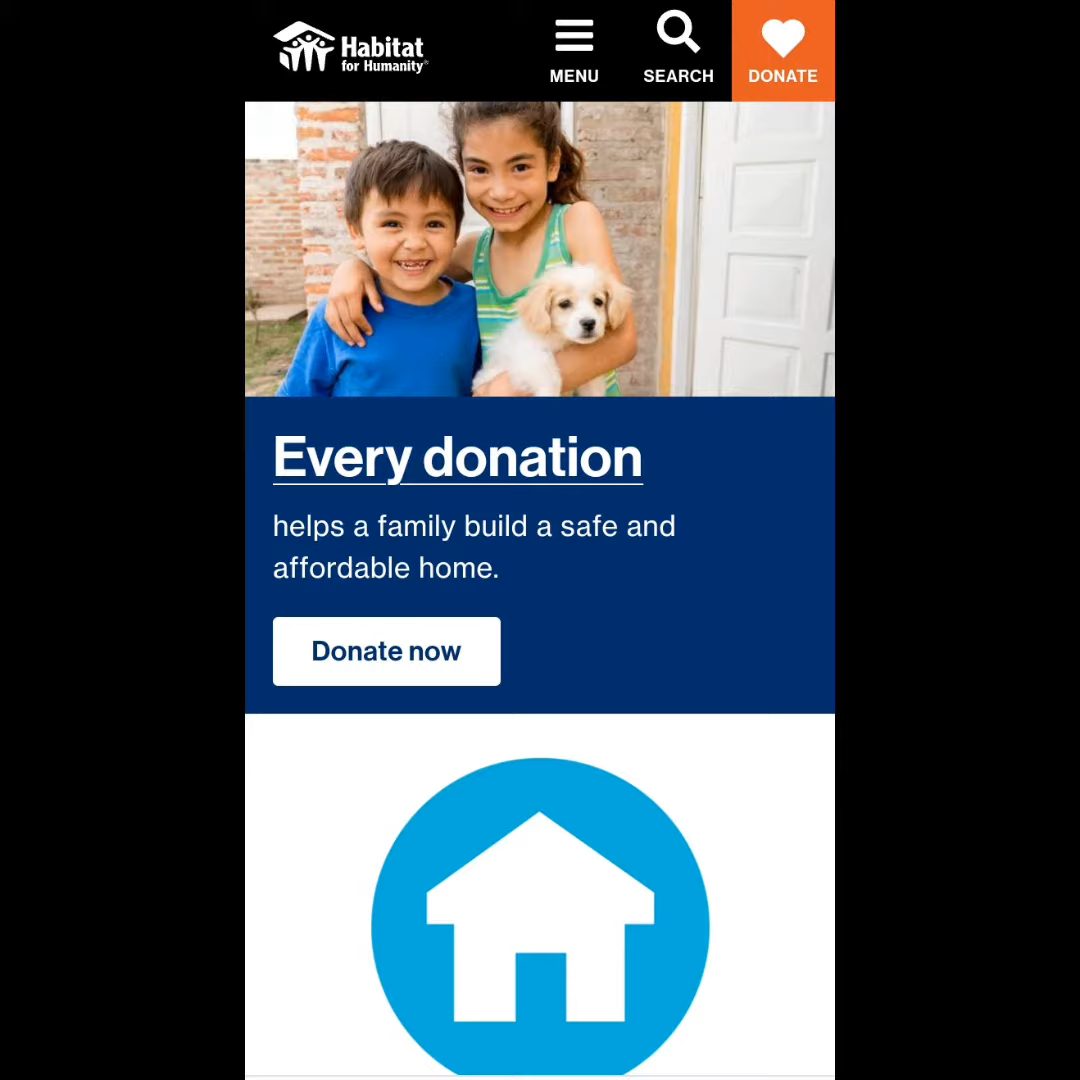 Habitat
for Humanity®
MENU
SEARCH
DONATE
Every donation
helps a family build a safe and
affordable home.
Donate now